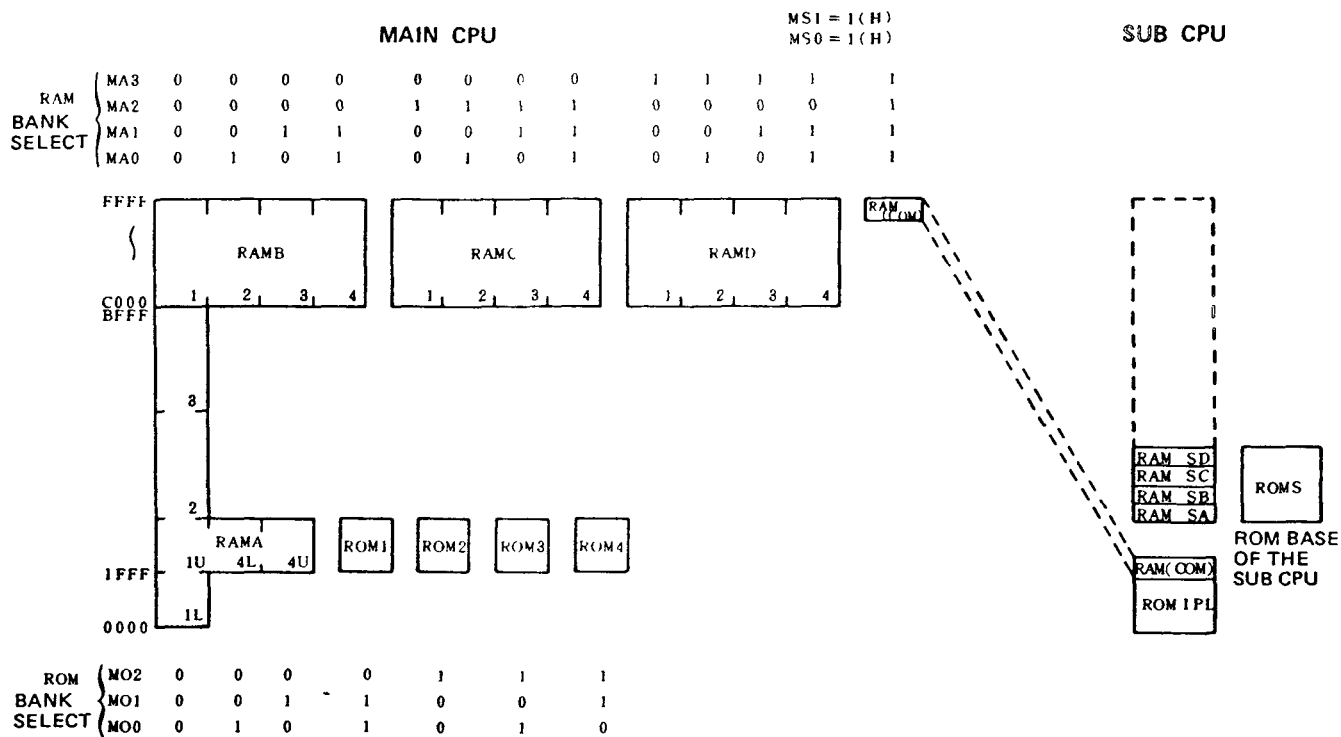 MAIN CPU
MS1 = 1(H)
MS0 = 1(H)
SUB CPU
RAM BANK SELECT
MA3 0 0 0 0 0 0 0 0 1 1 1 1 1
MA2 0 0 0 0 1 1 1 1 0 0 0 0 1
MA1 0 0 1 1 0 0 1 1 0 0 1 1 1
MA0 0 1 0 1 0 1 0 1 0 1 0 1 1
FFFF
RAMB
1 2 3 4
RAMC
1 2 3 4
RAMD
1 2 3 4
RAM (COM)
C000
BFFF
3
2
RAMA
1U 4L 4U
ROM1
ROM2
ROM3
ROM4
1FFF
1L
0000
RAM SD
RAM SC
RAM SB
RAM SA
ROMS
ROM BASE
OF THE
SUB CPU
RAM(COM)
ROM IPL
ROM BANK SELECT
MO2 0 0 0 0 1 1 1
MO1 0 0 1 1 0 0 1
MO0 0 1 0 1 0 1 0